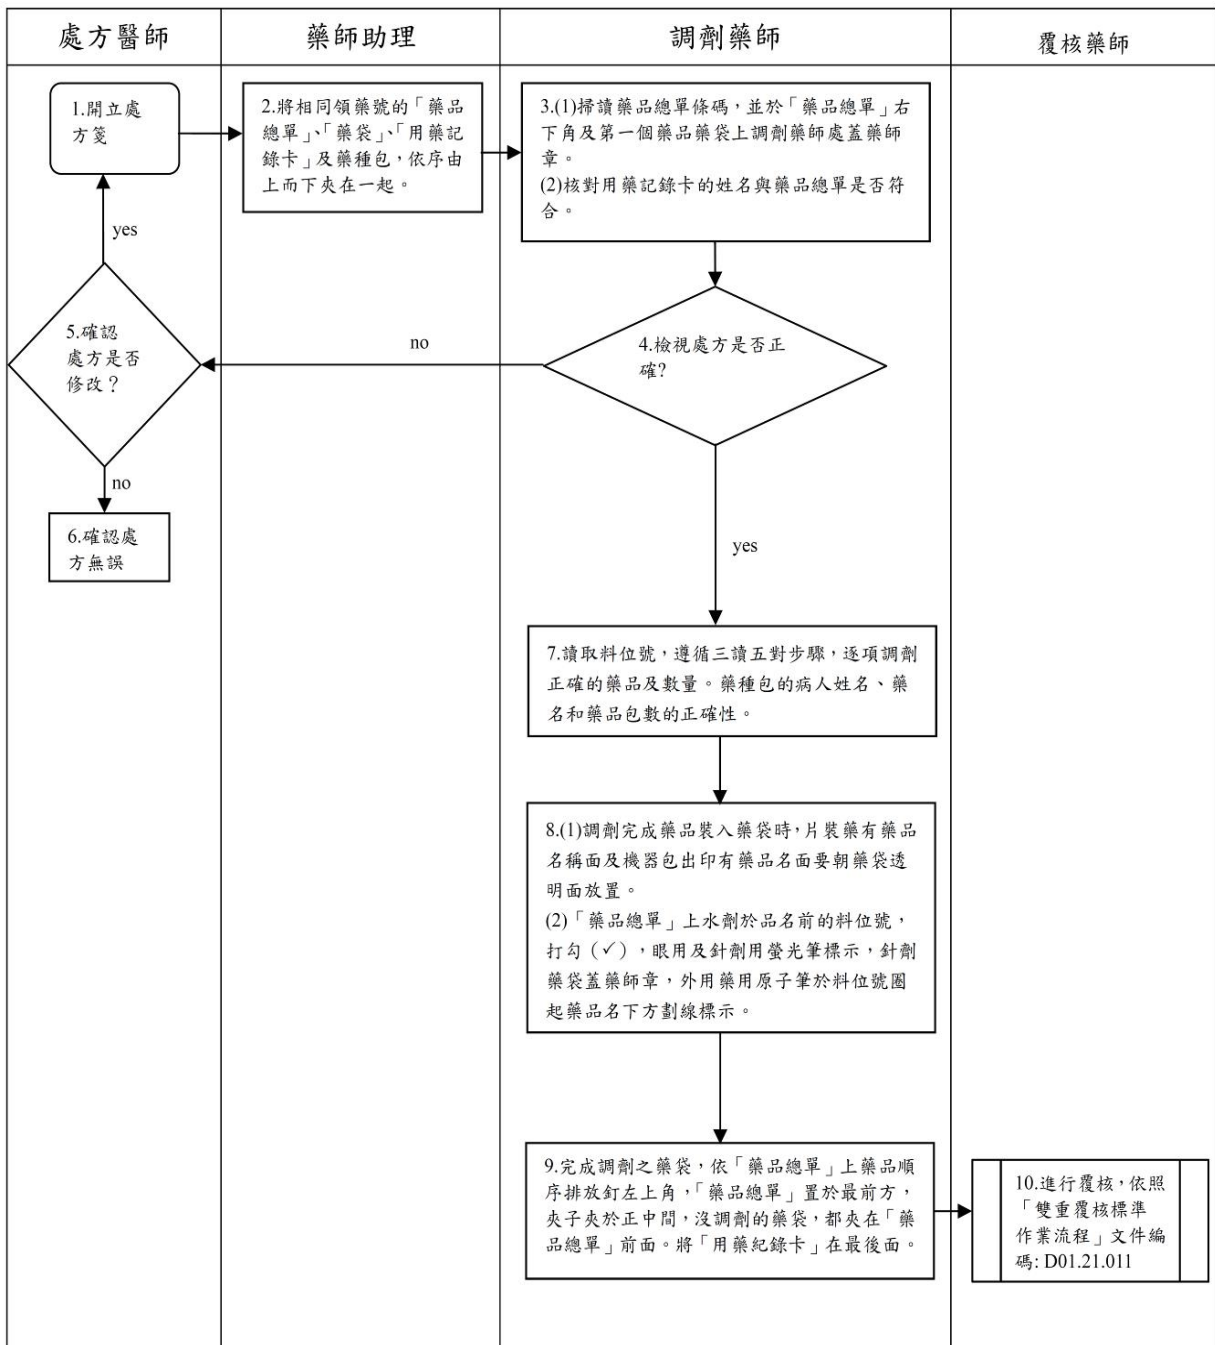 處方醫師
藥師助理
調劑藥師
覆核藥師
1.開立處
方箋
2.將相同領藥號的「藥品
總單」、「藥袋」、「用藥記
錄卡」及藥種包，依序由
上而下夾在一起。
3.(1)掃讀藥品總單條碼，並於「藥品總單」右
下角及第一個藥品藥袋上調劑藥師處蓋藥師
章。
(2)核對用藥記錄卡的姓名與藥品總單是否符
合。
yes
5.確認
處方是否
修改？
no
4.檢視處方是否正
確?
no
6.確認處
方無誤
yes
7.讀取料位號，遵循三讀五對步驟，逐項調劑
正確的藥品及數量。藥種包的病人姓名、藥
名和藥品包數的正確性。
8.(1)調劑完成藥品裝入藥袋時，片裝藥有藥品
名稱面及機器包出印有藥品名面要朝藥袋透
明面放置。
(2)「藥品總單」上水劑於品名前的料位號，
打勾（✓），眼用及針劑用螢光筆標示，針劑
藥袋蓋藥師章，外用藥用原子筆於料位號圈
起藥品名下方劃線標示。
9.完成調劑之藥袋，依「藥品總單」上藥品順
序排放釘左上角，「藥品總單」置於最前方，
夾子夾於正中間，沒調劑的藥袋，都夾在「藥
品總單」前面。將「用藥紀錄卡」在最後面。
10.進行覆核，依照
「雙重覆核標準
作業流程」文件編
碼: D01.21.011